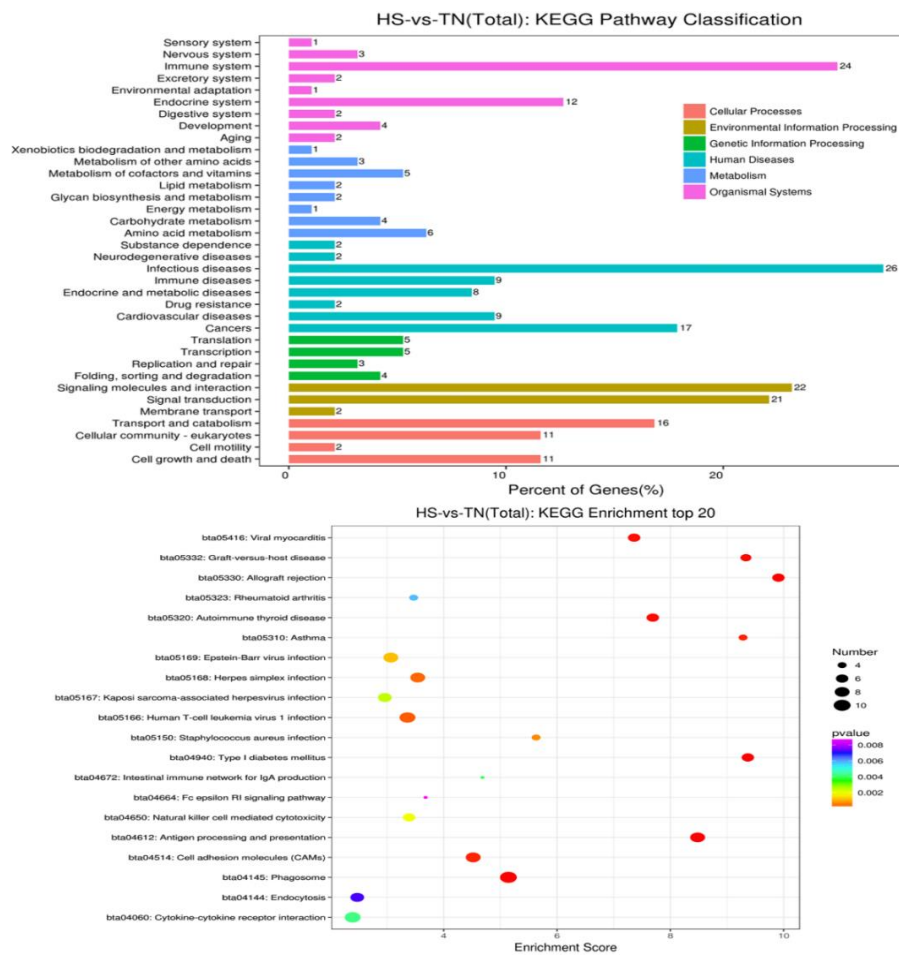 HS-vs-TN(Total): KEGG Pathway Classification
Sensory system 1
Nervous system 3
Immune system 24
Excretory system 2
Environmental adaptation 1
Endocrine system 12
Digestive system 2
Development 4
Aging 2
Xenobiotics biodegradation and metabolism 1
Metabolism of other amino acids 3
Metabolism of cofactors and vitamins 5
Lipid metabolism 2
Glycan biosynthesis and metabolism 2
Energy metabolism 1
Carbohydrate metabolism 4
Amino acid metabolism 6
Substance dependence 2
Neurodegenerative diseases 2
Infectious diseases 26
Immune diseases 9
Endocrine and metabolic diseases 8
Drug resistance 2
Cardiovascular diseases 9
Cancers 17
Translation 5
Transcription 5
Replication and repair 3
Folding, sorting and degradation 4
Signaling molecules and interaction 22
Signal transduction 21
Membrane transport 2
Transport and catabolism 16
Cellular community - eukaryotes 11
Cell motility 2
Cell growth and death 11
Cellular Processes
Environmental Information Processing
Genetic Information Processing
Human Diseases
Metabolism
Organismal Systems
0 10 20
Percent of Genes(%)
HS-vs-TN(Total): KEGG Enrichment top 20
bta05416: Viral myocarditis
bta05332: Graft-versus-host disease
bta05330: Allograft rejection
bta05323: Rheumatoid arthritis
bta05320: Autoimmune thyroid disease
bta05310: Asthma
bta05169: Epstein-Barr virus infection
bta05168: Herpes simplex infection
bta05167: Kaposi sarcoma-associated herpesvirus infection
bta05166: Human T-cell leukemia virus 1 infection
bta05150: Staphylococcus aureus infection
bta04940: Type I diabetes mellitus
bta04672: Intestinal immune network for IgA production
bta04664: Fc epsilon RI signaling pathway
bta04650: Natural killer cell mediated cytotoxicity
bta04612: Antigen processing and presentation
bta04514: Cell adhesion molecules (CAMs)
bta04145: Phagosome
bta04144: Endocytosis
bta04060: Cytokine-cytokine receptor interaction
4 6 8 10
Enrichment Score
Number
4
6
8
10
pvalue
0.008
0.006
0.004
0.002